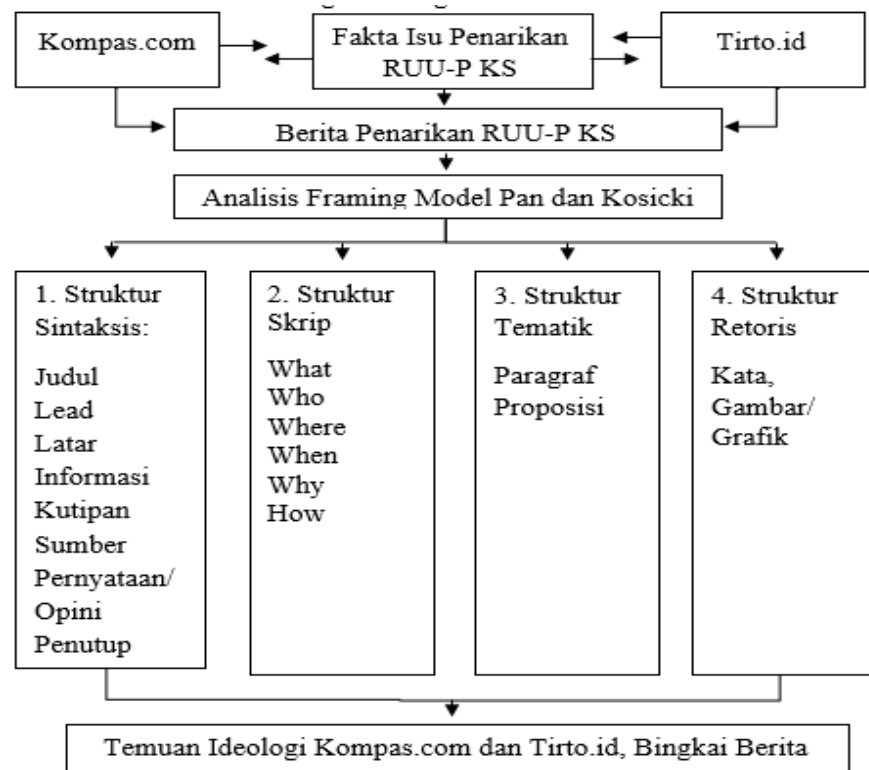 Kompas.com
Fakta Isu Penarikan
RUU-P KS
Tirto.id
Berita Penarikan RUU-P KS
Analisis Framing Model Pan dan Kosicki
1. Struktur
Sintaksis:
Judul
Lead
Latar
Informasi
Kutipan
Sumber
Pernyataan/
Opini
Penutup
2. Struktur
Skrip
What
Who
Where
When
Why
How
3. Struktur
Tematik
Paragraf
Proposisi
4. Struktur
Retoris
Kata,
Gambar/
Grafik
Temuan Ideologi Kompas.com dan Tirto.id, Bingkai Berita